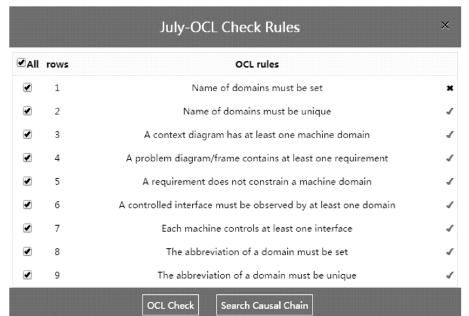 July-OCL Check Rules
All rows OCL rules
1 Name of domains must be set
2 Name of domains must be unique
3 A context diagram has at least one machine domain
4 A problem diagram/frame contains at least one requirement
5 A requirement does not constrain a machine domain
6 A controlled interface must be observed by at least one domain
7 Each machine controls at least one interface
8 The abbreviation of a domain must be set
9 The abbreviation of a domain must be unique
OCL Check Search Causal Chain